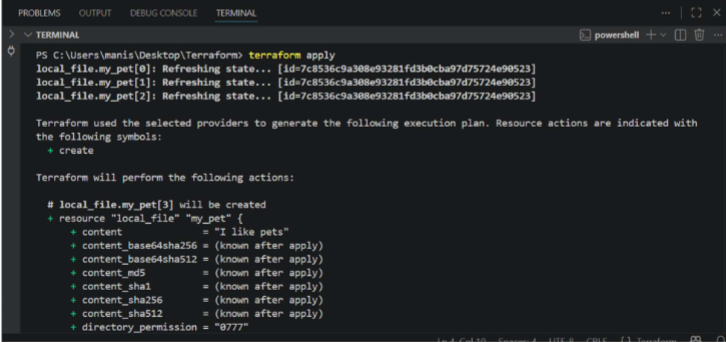 PROBLEMS OUTPUT DEBUG CONSOLE TERMINAL
TERMINAL powershell
PS C:\Users\manis\Desktop\Terraform> terraform apply
local_file.my_pet[0]: Refreshing state... [id=7c8536c9a308e93281fd3b0cba97d75724e90523]
local_file.my_pet[1]: Refreshing state... [id=7c8536c9a308e93281fd3b0cba97d75724e90523]
local_file.my_pet[2]: Refreshing state... [id=7c8536c9a308e93281fd3b0cba97d75724e90523]
Terraform used the selected providers to generate the following execution plan. Resource actions are indicated with
the following symbols:
+ create
Terraform will perform the following actions:
# local_file.my_pet[3] will be created
+ resource "local_file" "my_pet" {
+ content = "I like pets"
+ content_base64sha256 = (known after apply)
+ content_base64sha512 = (known after apply)
+ content_md5 = (known after apply)
+ content_sha1 = (known after apply)
+ content_sha256 = (known after apply)
+ content_sha512 = (known after apply)
+ directory_permission = "0777"